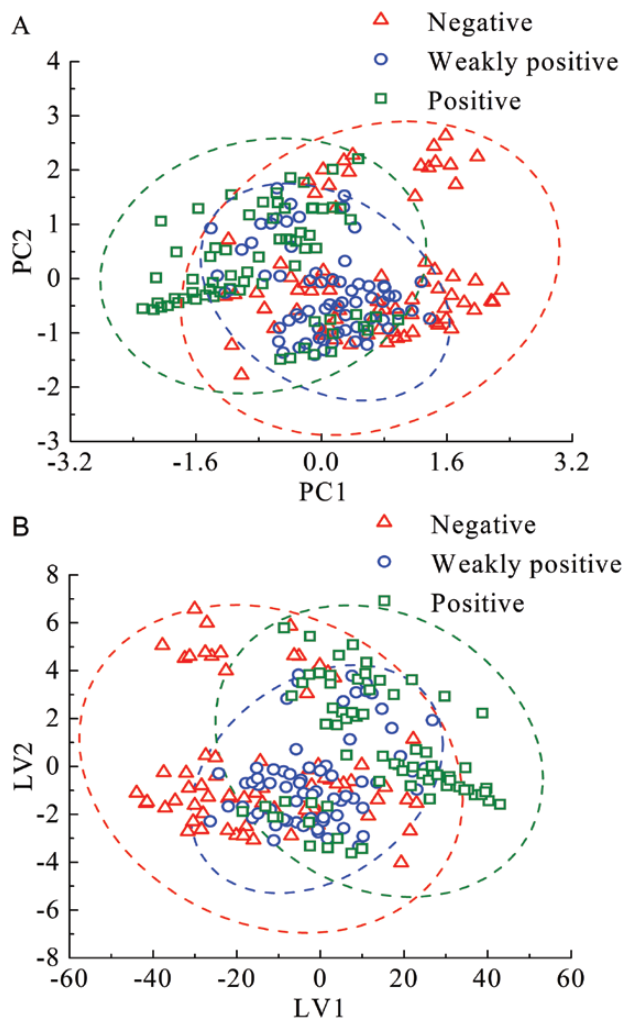 A
Negative
Weakly positive
Positive
4
3
2
1
0
-1
-2
-3
PC2
-3.2 -1.6 0.0 1.6 3.2
PC1
B
Negative
Weakly positive
Positive
8
6
4
2
0
-2
-4
-6
-8
LV2
-60 -40 -20 0 20 40 60
LV1